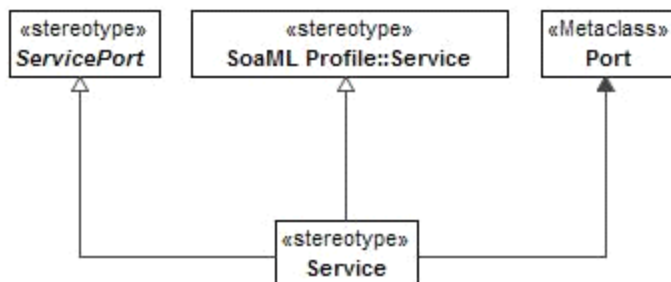 «stereotype»
ServicePort
«stereotype»
SoaML Profile::Service
«Metaclass»
Port
«stereotype»
Service